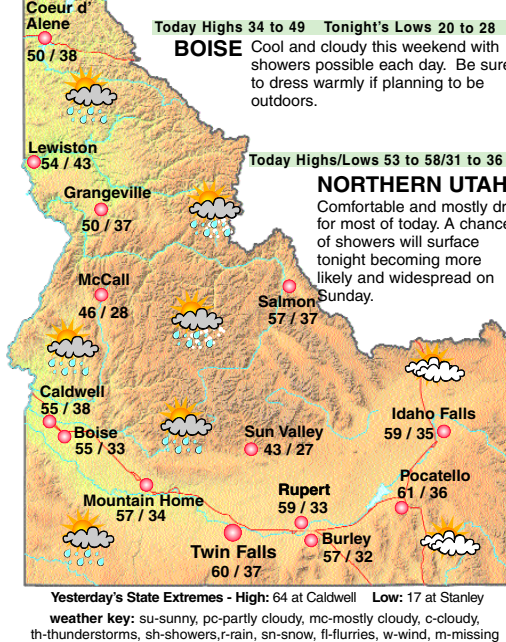 Coeur d'
Alene
50 / 38
Today Highs 34 to 49 Tonight's Lows 20 to 28
BOISE Cool and cloudy this weekend with
showers possible each day. Be sure
to dress warmly if planning to be
outdoors.
Lewiston
54 / 43
Today Highs/Lows 53 to 58/31 to 36
NORTHERN UTAH
Comfortable and mostly dr
for most of today. A chance
of showers will surface
tonight becoming more
likely and widespread on
Sunday.
Grangeville
50 / 37
McCall
46 / 28
Salmon
57 / 37
Caldwell
55 / 38
Boise
55 / 33
Sun Valley
43 / 27
Idaho Falls
59 / 35
Mountain Home
57 / 34
Rupert
59 / 33
Pocatello
61 / 36
Twin Falls
60 / 37
Burley
57 / 32
Yesterday's State Extremes - High: 64 at Caldwell Low: 17 at Stanley
weather key: su-sunny, pc-partly cloudy, mc-mostly cloudy, c-cloudy,
th-thunderstorms, sh-showers,r-rain, sn-snow, fl-flurries, w-wind, m-missing